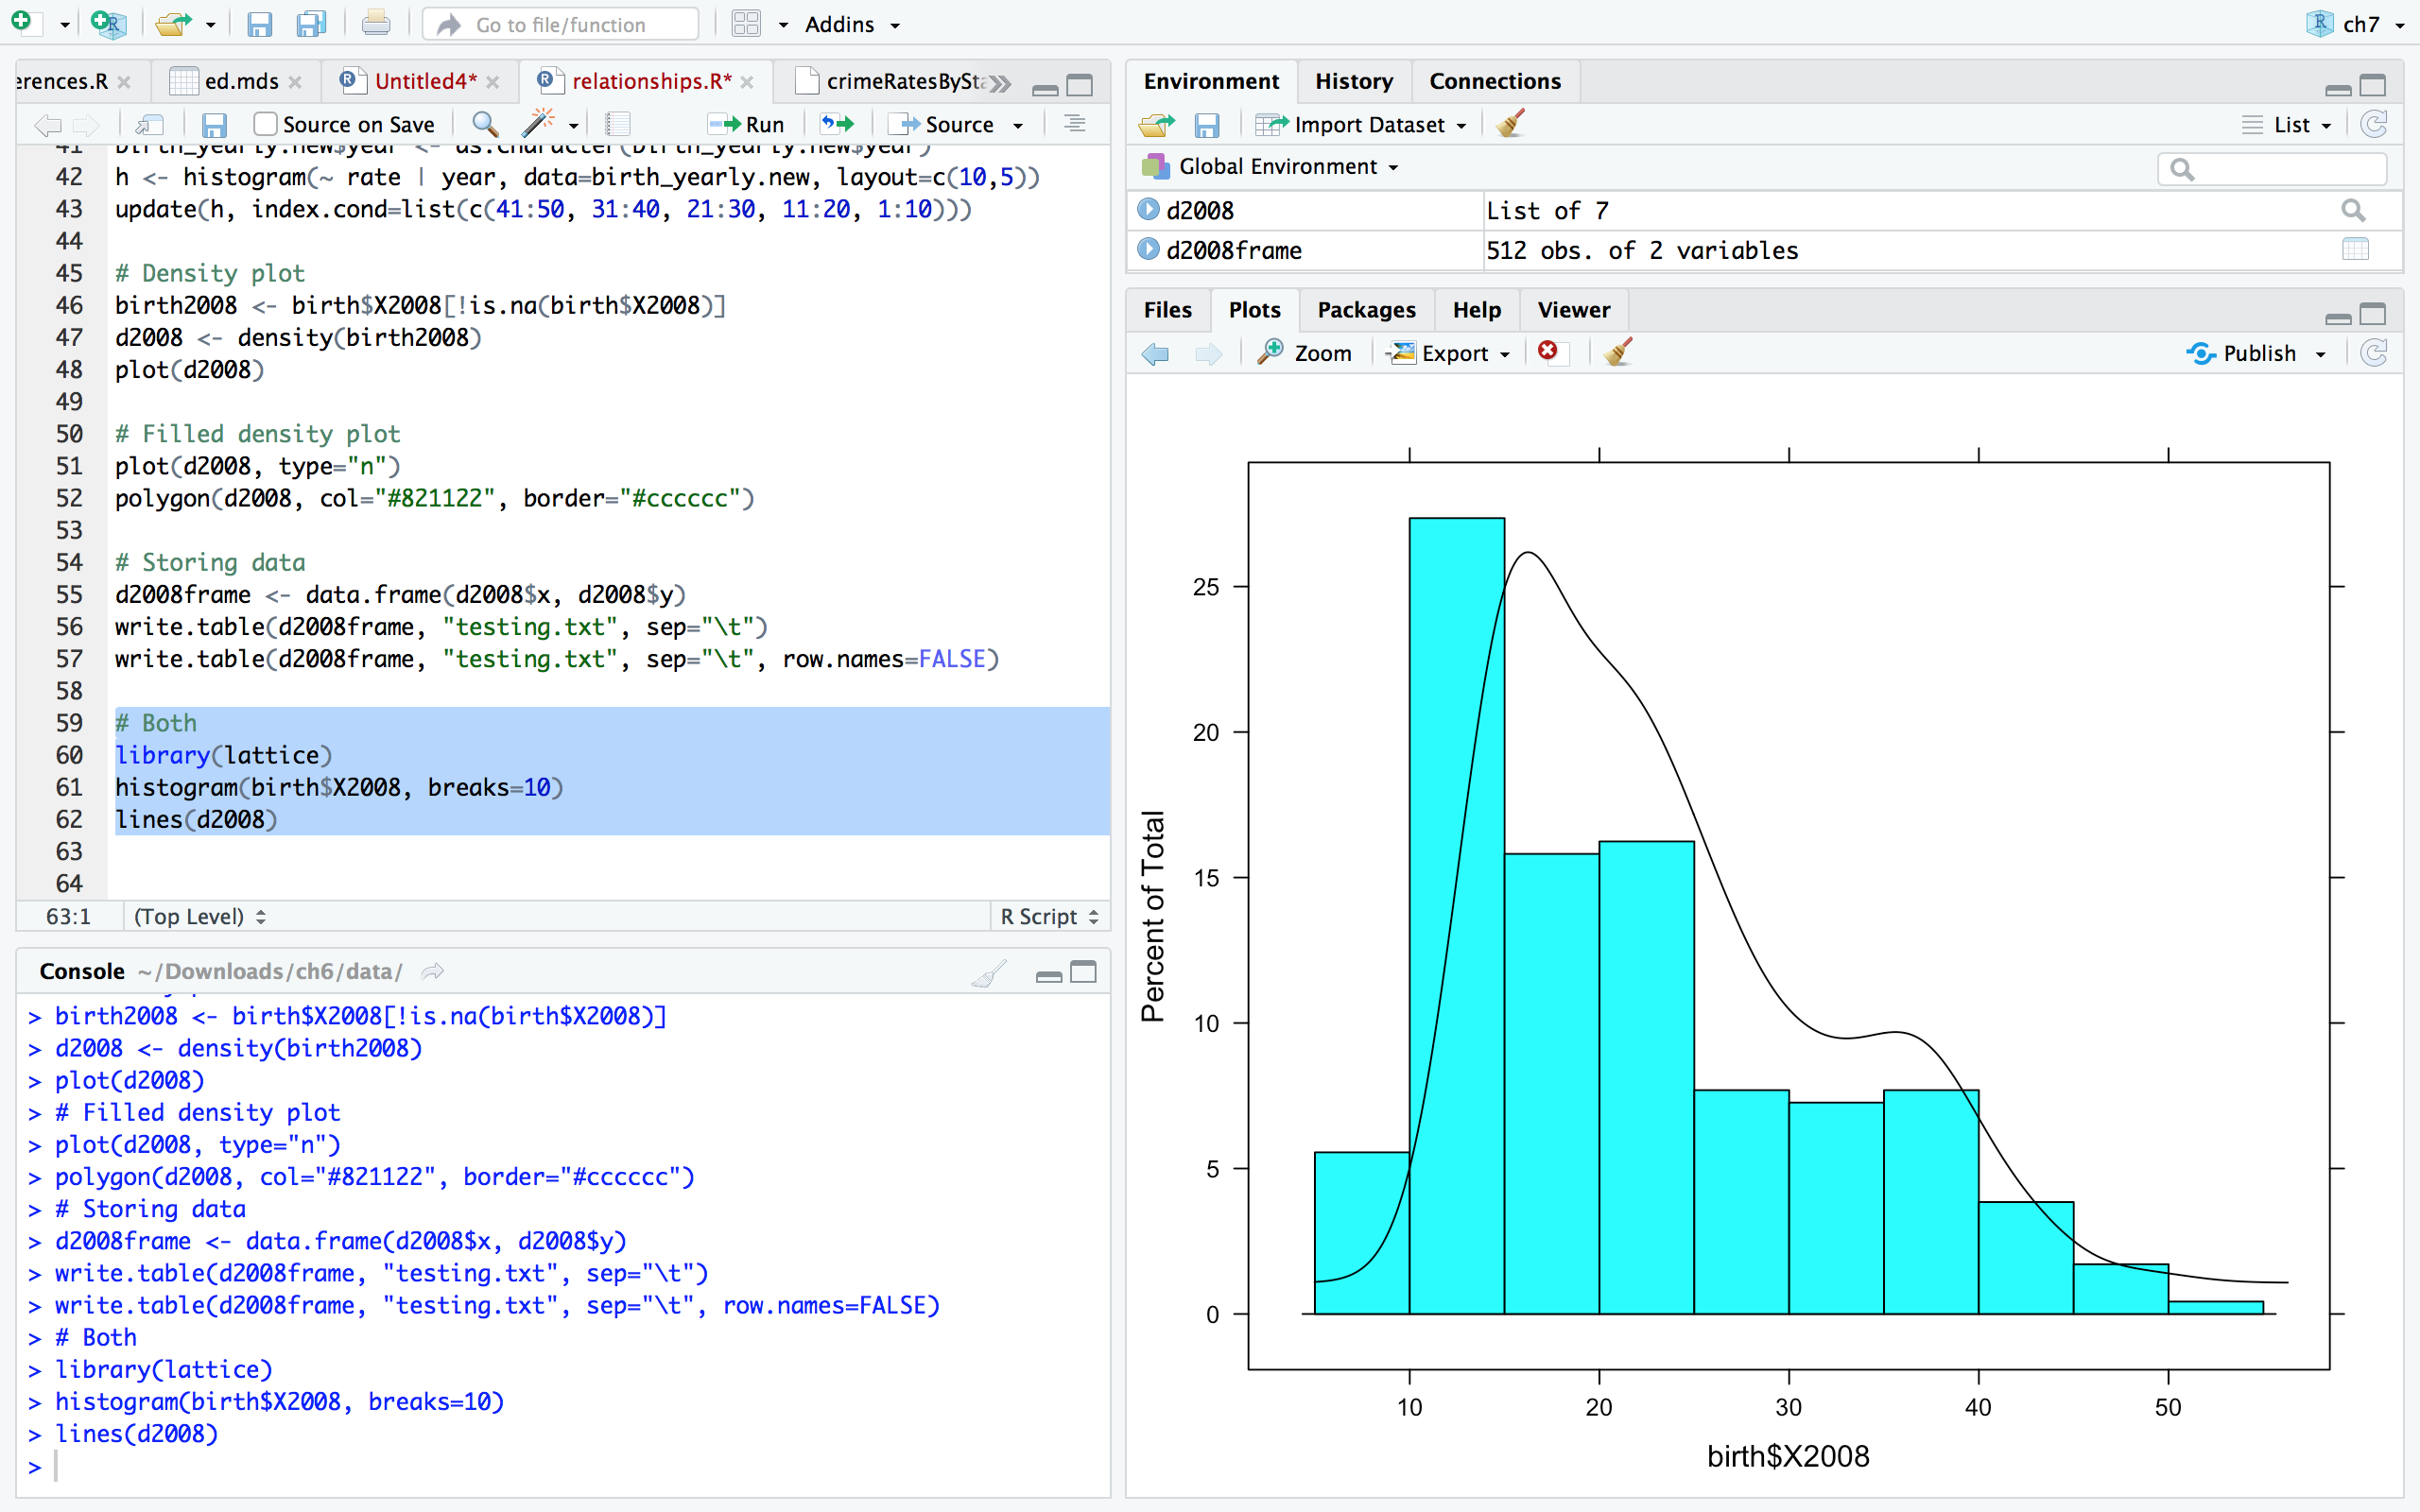 Go to file/function
Addins
ch7
erences.R
ed.mds
Untitled4*
relationships.R*
crimeRatesBySt
Source on Save
Run
Source
41 birth_yearly.new$year <- as.character(birth_yearly.new$year)
42 h <- histogram(~ rate | year, data=birth_yearly.new, layout=c(10,5))
43 update(h, index.cond=list(c(41:50, 31:40, 21:30, 11:20, 1:10)))
44
45 # Density plot
46 birth2008 <- birth$X2008[!is.na(birth$X2008)]
47 d2008 <- density(birth2008)
48 plot(d2008)
49
50 # Filled density plot
51 plot(d2008, type="n")
52 polygon(d2008, col="#821122", border="#cccccc")
53
54 # Storing data
55 d2008frame <- data.frame(d2008$x, d2008$y)
56 write.table(d2008frame, "testing.txt", sep="\t")
57 write.table(d2008frame, "testing.txt", sep="\t", row.names=FALSE)
58
59 # Both
60 library(lattice)
61 histogram(birth$X2008, breaks=10)
62 lines(d2008)
63
64
63:1 (Top Level) R Script
Console ~/Downloads/ch6/data/
> birth2008 <- birth$X2008[!is.na(birth$X2008)]
> d2008 <- density(birth2008)
> plot(d2008)
> # Filled density plot
> plot(d2008, type="n")
> polygon(d2008, col="#821122", border="#cccccc")
> # Storing data
> d2008frame <- data.frame(d2008$x, d2008$y)
> write.table(d2008frame, "testing.txt", sep="\t")
> write.table(d2008frame, "testing.txt", sep="\t", row.names=FALSE)
> # Both
> library(lattice)
> histogram(birth$X2008, breaks=10)
> lines(d2008)
>
Environment History Connections
Import Dataset List
Global Environment
d2008 List of 7
d2008frame 512 obs. of 2 variables
Files Plots Packages Help Viewer
Zoom Export Publish
Percent of Total
25
20
15
10
5
0
10 20 30 40 50
birth$X2008